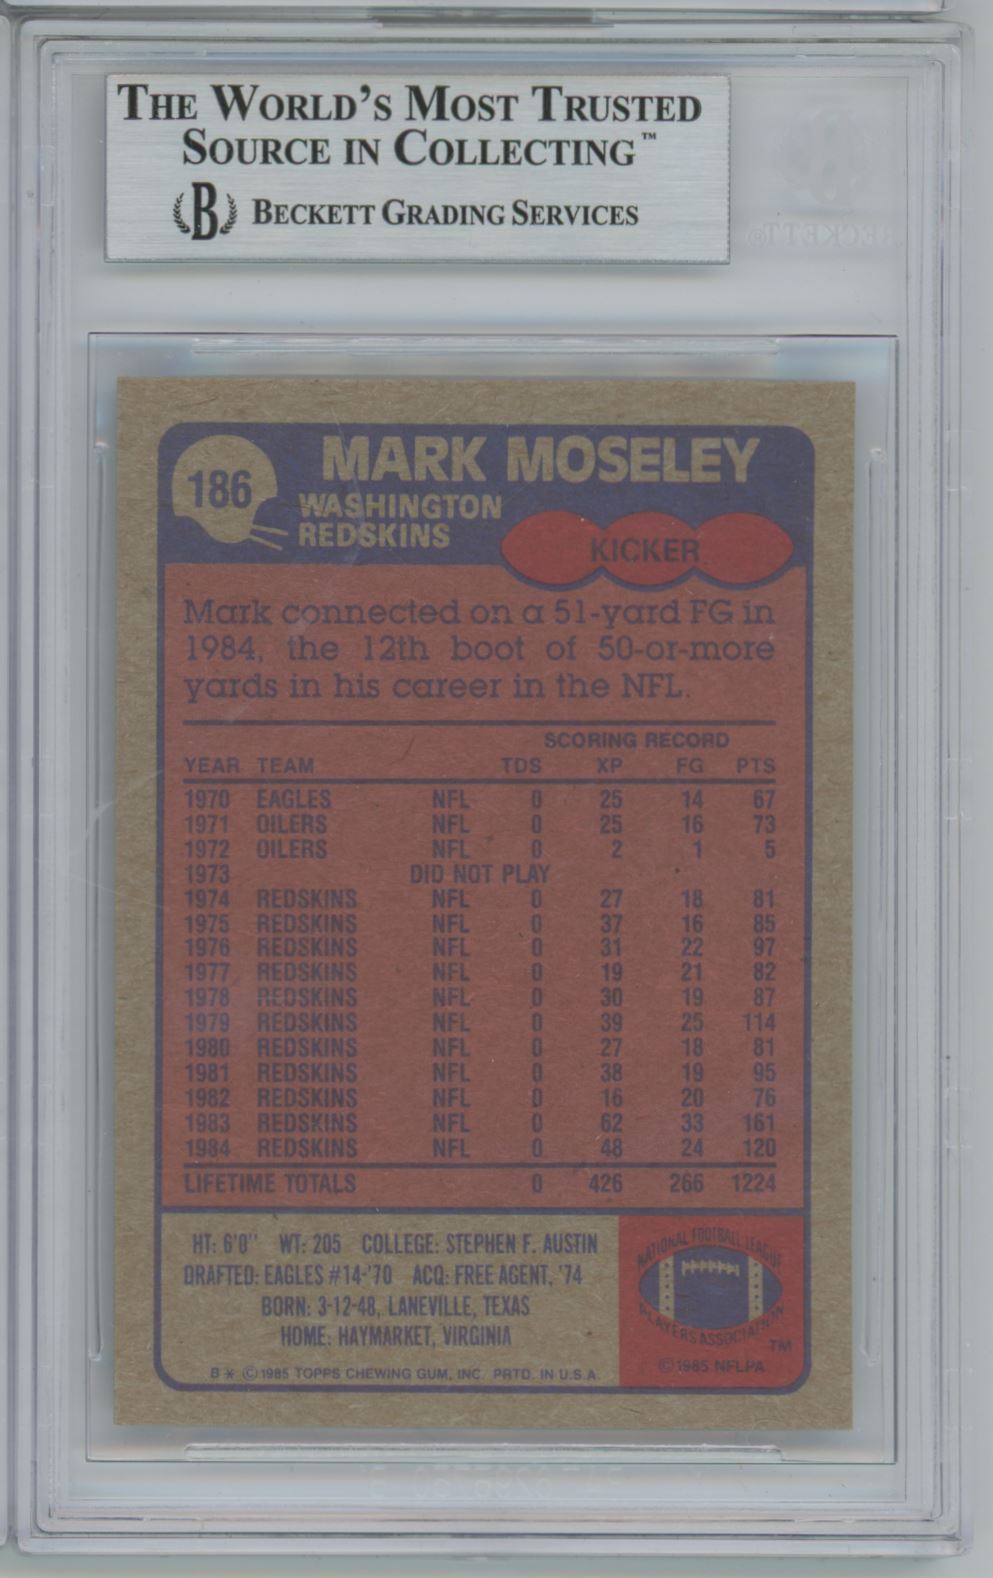 THE WORLD'S MOST TRUSTED
SOURCE IN COLLECTING™
B BECKETT GRADING SERVICES
BECKETT®
186
MARK MOSELEY
WASHINGTON
REDSKINS
KICKER
Mark connected on a 51-yard FG in
1984, the 12th boot of 50-or-more
yards in his career in the NFL.
SCORING RECORD
YEAR TEAM TDS XP FG PTS
1970 EAGLES NFL 0 25 14 67
1971 OILERS NFL 0 25 16 73
1972 OILERS NFL 0 2 1 5
1973 DID NOT PLAY
1974 REDSKINS NFL 0 27 18 81
1975 REDSKINS NFL 0 37 16 85
1976 REDSKINS NFL 0 31 22 97
1977 REDSKINS NFL 0 19 21 82
1978 REDSKINS NFL 0 30 19 87
1979 REDSKINS NFL 0 39 25 114
1980 REDSKINS NFL 0 27 18 81
1981 REDSKINS NFL 0 38 19 95
1982 REDSKINS NFL 0 16 20 76
1983 REDSKINS NFL 0 62 33 161
1984 REDSKINS NFL 0 48 24 120
LIFETIME TOTALS 0 426 266 1224
HT: 6'0" WT: 205 COLLEGE: STEPHEN F. AUSTIN
DRAFTED: EAGLES #14-'70 ACQ: FREE AGENT, '74
BORN: 3-12-48, LANEVILLE, TEXAS
HOME: HAYMARKET, VIRGINIA
B * © 1985 TOPPS CHEWING GUM, INC. PRTD. IN U.S.A.
NATIONAL FOOTBALL LEAGUE
PLAYERS ASSOCIATION
™
© 1985 NFLPA